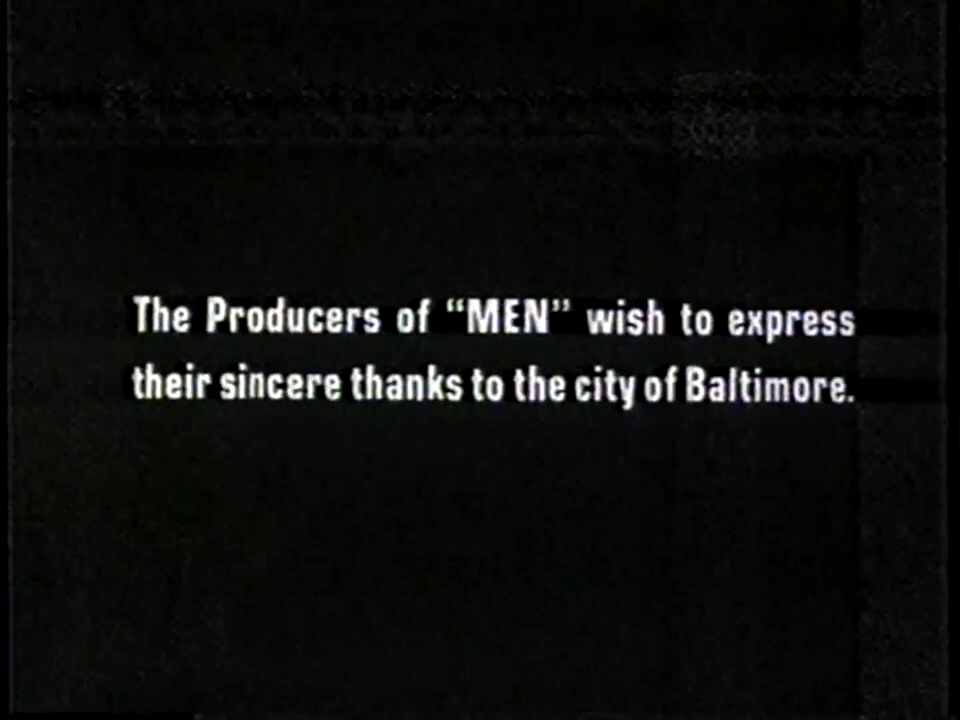 The Producers of “MEN” wish to express
their sincere thanks to the city of Baltimore.